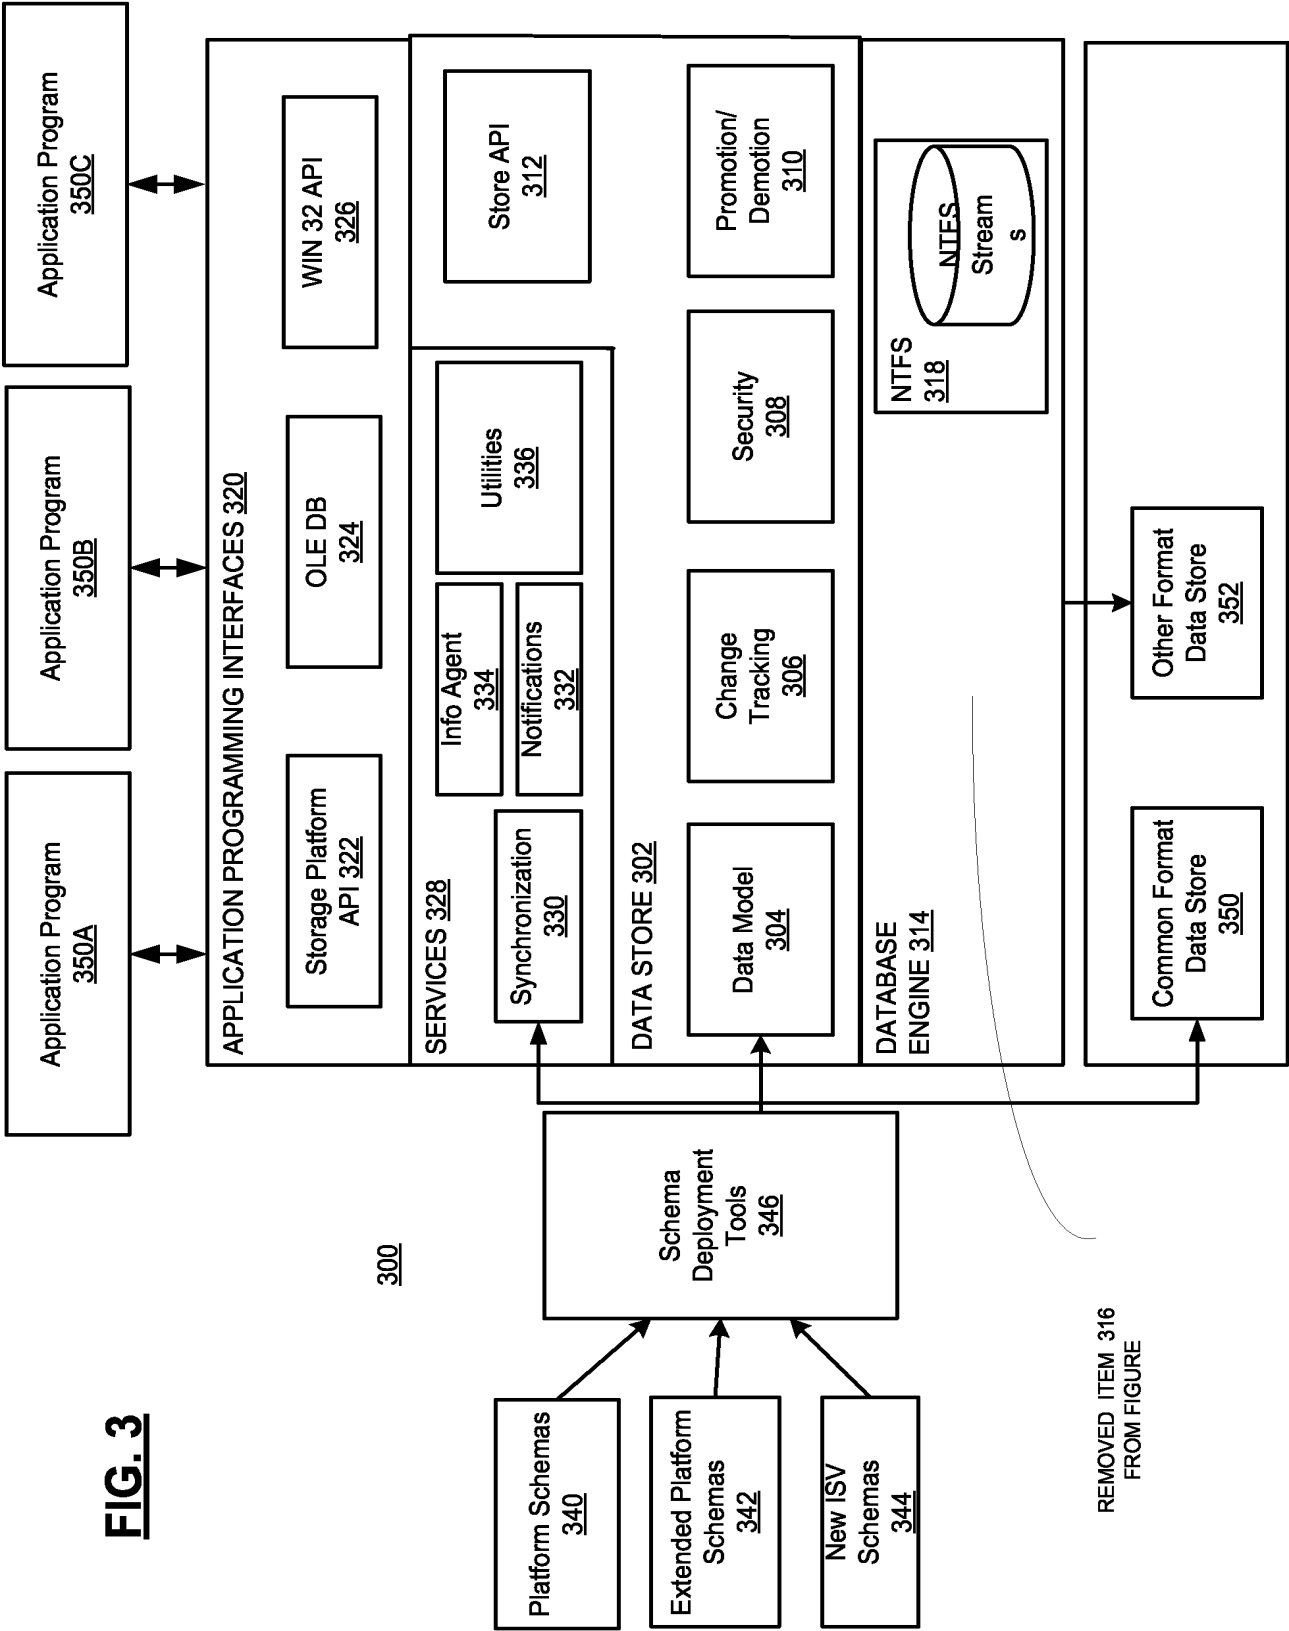 FIG. 3
300
Application Program
350A
Application Program
350B
Application Program
350C
APPLICATION PROGRAMMING INTERFACES 320
Storage Platform
API 322
OLE DB
324
WIN 32 API
326
SERVICES 328
Synchronization
330
Info Agent
334
Notifications
332
Utilities
336
Store API
312
DATA STORE 302
Data Model
304
Change
Tracking
306
Security
308
Promotion/
Demotion
310
DATABASE
ENGINE 314
NTFS
318
NTFS
Stream
s
Platform Schemas
340
Extended Platform
Schemas
342
New ISV
Schemas
344
Schema
Deployment
Tools
346
Common Format
Data Store
350
Other Format
Data Store
352
REMOVED ITEM 316
FROM FIGURE